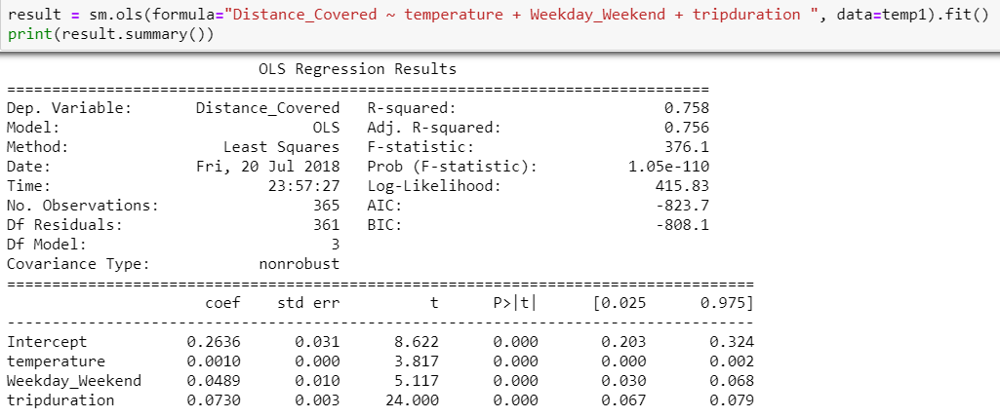 result = sm.ols(formula="Distance_Covered ~ temperature + Weekday_Weekend + tripduration ", data=temp1).fit()
print(result.summary())
OLS Regression Results
==============================================================================
Dep. Variable: Distance_Covered R-squared: 0.758
Model: OLS Adj. R-squared: 0.756
Method: Least Squares F-statistic: 376.1
Date: Fri, 20 Jul 2018 Prob (F-statistic): 1.05e-110
Time: 23:57:27 Log-Likelihood: 415.83
No. Observations: 365 AIC: -823.7
Df Residuals: 361 BIC: -808.1
Df Model: 3
Covariance Type: nonrobust
===================================================================================
coef std err t P>|t| [0.025 0.975]
-----------------------------------------------------------------------------------
Intercept 0.2636 0.031 8.622 0.000 0.203 0.324
temperature 0.0010 0.000 3.817 0.000 0.000 0.002
Weekday_Weekend 0.0489 0.010 5.117 0.000 0.030 0.068
tripduration 0.0730 0.003 24.000 0.000 0.067 0.079